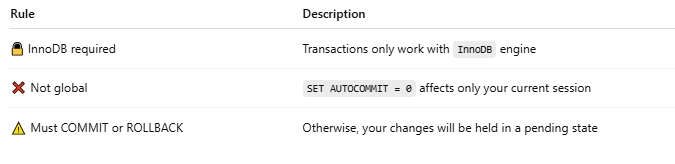 Rule Description
🔒 InnoDB required Transactions only work with InnoDB engine
❌ Not global SET AUTOCOMMIT = 0 affects only your current session
⚠️ Must COMMIT or ROLLBACK Otherwise, your changes will be held in a pending state